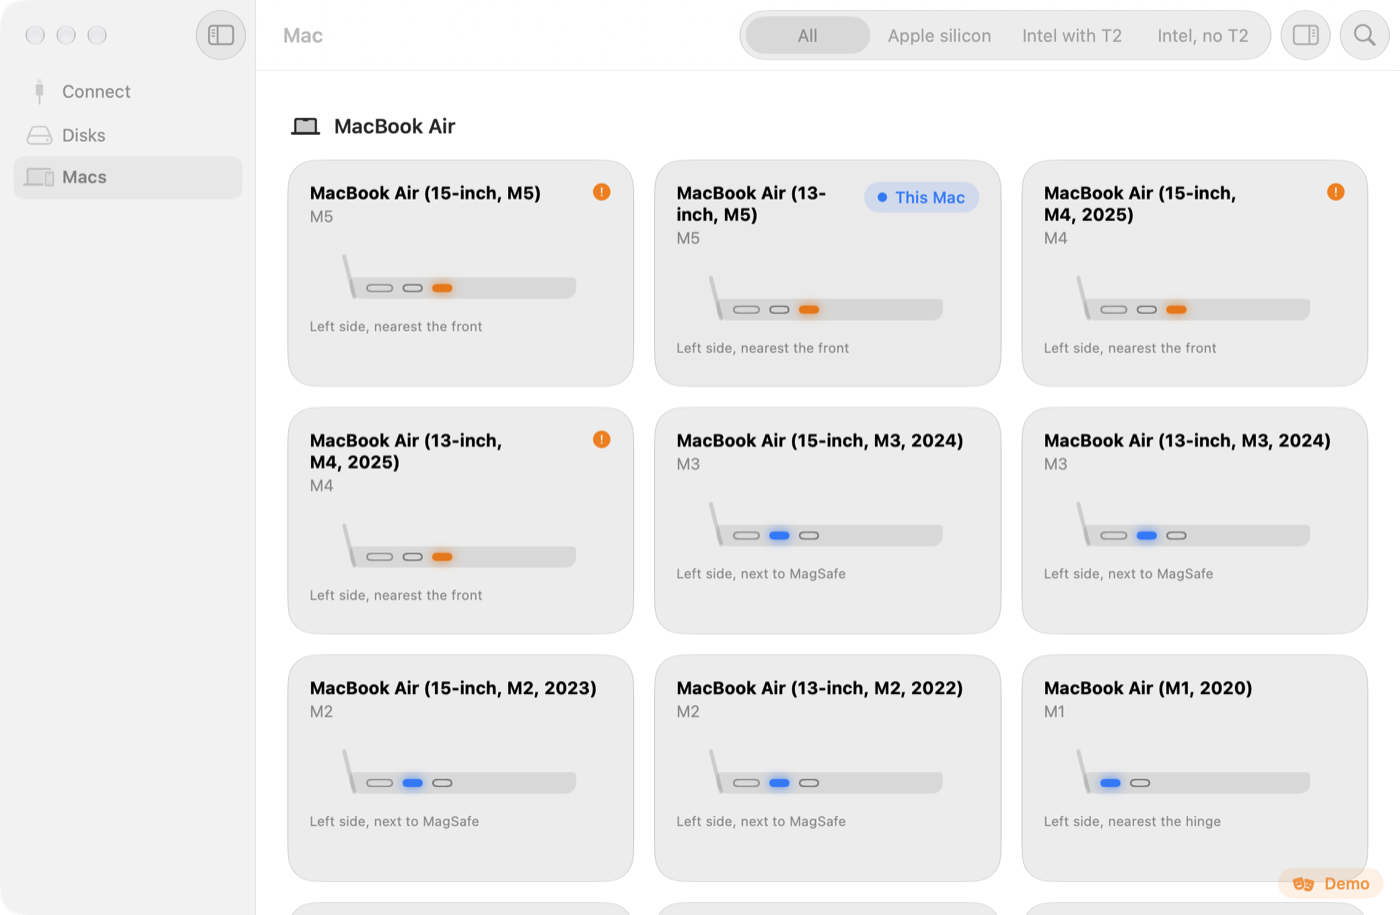 Mac
All
Apple silicon
Intel with T2
Intel, no T2
Connect
Disks
Macs
MacBook Air
MacBook Air (15-inch, M5)
M5
Left side, nearest the front
MacBook Air (13-
inch, M5)
This Mac
M5
Left side, nearest the front
MacBook Air (15-inch,
M4, 2025)
M4
Left side, nearest the front
MacBook Air (13-inch,
M4, 2025)
M4
Left side, nearest the front
MacBook Air (15-inch, M3, 2024)
M3
Left side, next to MagSafe
MacBook Air (13-inch, M3, 2024)
M3
Left side, next to MagSafe
MacBook Air (15-inch, M2, 2023)
M2
Left side, next to MagSafe
MacBook Air (13-inch, M2, 2022)
M2
Left side, next to MagSafe
MacBook Air (M1, 2020)
M1
Left side, nearest the hinge
Demo